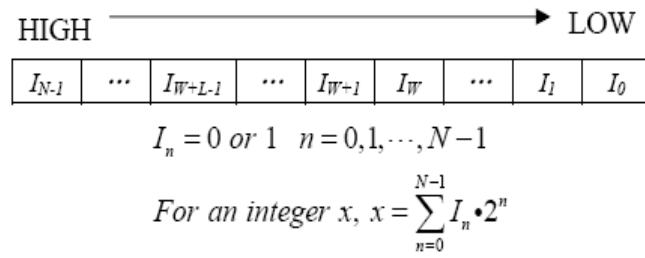 HIGH LOW
I_{N-1} ... I_{W+L-1} ... I_{W+1} I_W ... I_1 I_0
I_n = 0 or 1 n = 0,1,⋯,N−1
For an integer x, x = \sum_{n=0}^{N-1} I_n•2^n